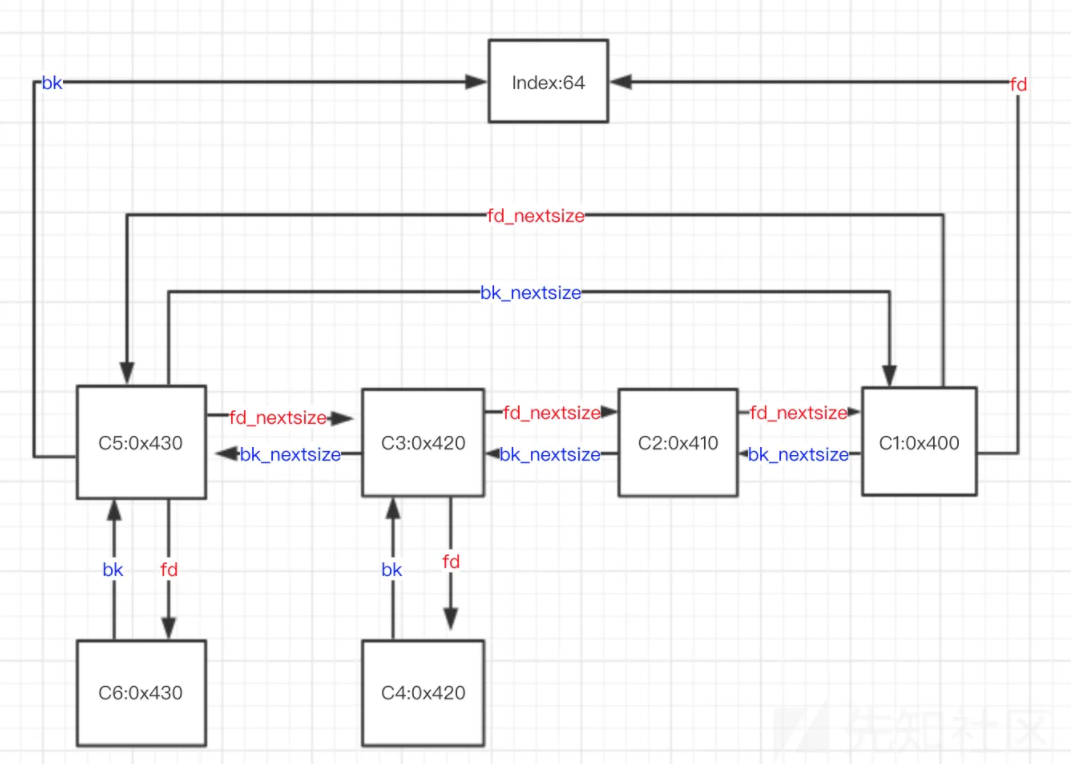 Index:64
bk
fd
fd_nextsize
bk_nextsize
C5:0x430
fd_nextsize
bk_nextsize
C3:0x420
fd_nextsize
bk_nextsize
C2:0x410
fd_nextsize
bk_nextsize
C1:0x400
bk
fd
bk
fd
C6:0x430
C4:0x420
先知社区